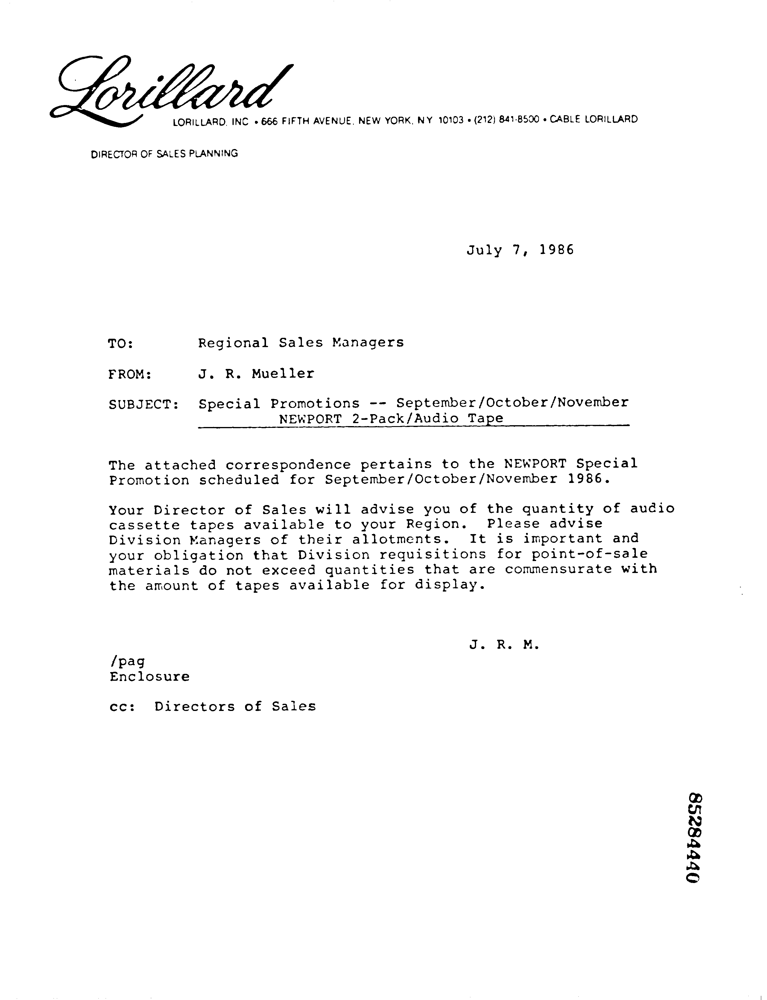 Lorillard
LORILLARD, INC • 666 FIFTH AVENUE, NEW YORK, NY 10103 • (212) 841-8500 • CABLE LORILLARD
DIRECTOR OF SALES PLANNING
July 7, 1986
TO: Regional Sales Managers
FROM: J. R. Mueller
SUBJECT: Special Promotions -- September/October/November
NEWPORT 2-Pack/Audio Tape
The attached correspondence pertains to the NEWPORT Special
Promotion scheduled for September/October/November 1986.
Your Director of Sales will advise you of the quantity of audio
cassette tapes available to your Region. Please advise
Division Managers of their allotments. It is important and
your obligation that Division requisitions for point-of-sale
materials do not exceed quantities that are commensurate with
the amount of tapes available for display.
J. R. M.
/pag
Enclosure
cc: Directors of Sales
85284440